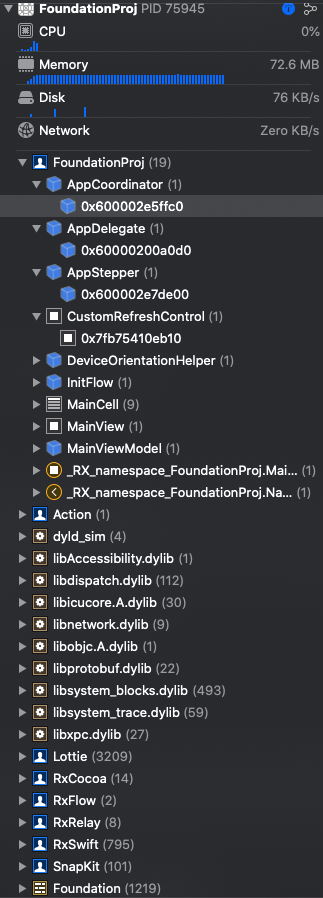 FoundationProj PID 75945
CPU 0%
Memory 72.6 MB
Disk 76 KB/s
Network Zero KB/s
FoundationProj (19)
AppCoordinator (1)
0x600002e5ffc0
AppDelegate (1)
0x60000200a0d0
AppStepper (1)
0x600002e7de00
CustomRefreshControl (1)
0x7fb75410eb10
DeviceOrientationHelper (1)
InitFlow (1)
MainCell (9)
MainView (1)
MainViewModel (1)
_RX_namespace_FoundationProj.Mai... (1)
_RX_namespace_FoundationProj.Na... (1)
Action (1)
dyld_sim (4)
libAccessibility.dylib (1)
libdispatch.dylib (112)
libicucore.A.dylib (30)
libnetwork.dylib (9)
libobjc.A.dylib (1)
libprotobuf.dylib (22)
libsystem_blocks.dylib (493)
libsystem_trace.dylib (59)
libxpc.dylib (27)
Lottie (3209)
RxCocoa (14)
RxFlow (2)
RxRelay (8)
RxSwift (795)
SnapKit (101)
Foundation (1219)